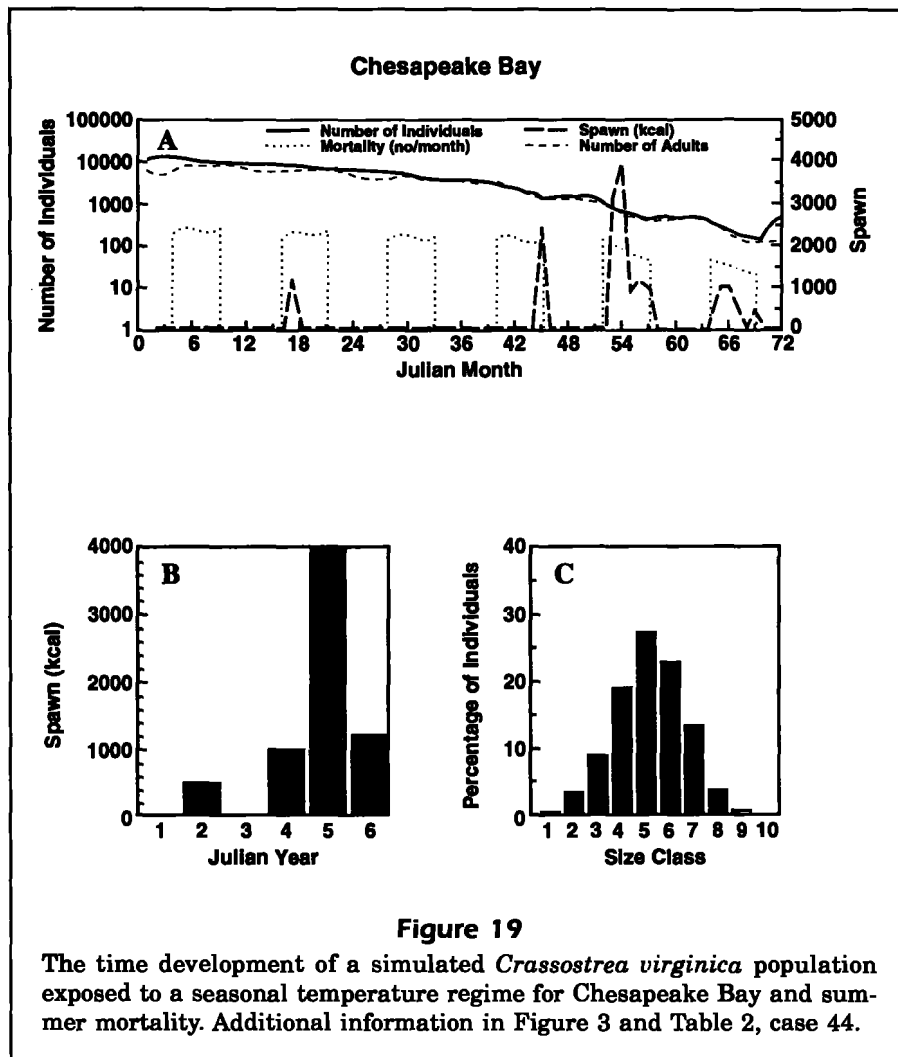 Chesapeake Bay
A
Number of Individuals
Spawn (kcal)
Mortality (no/month)
Number of Adults
100000
10000
1000
100
10
1
Number of Individuals
5000
4000
3000
2000
1000
0
Spawn
0 6 12 18 24 30 36 42 48 54 60 66 72
Julian Month
B
4000
3000
2000
1000
0
Spawn (kcal)
1 2 3 4 5 6
Julian Year
C
40
30
20
10
0
Percentage of Individuals
1 2 3 4 5 6 7 8 9 10
Size Class
Figure 19
The time development of a simulated Crassostrea virginica population
exposed to a seasonal temperature regime for Chesapeake Bay and sum-
mer mortality. Additional information in Figure 3 and Table 2, case 44.